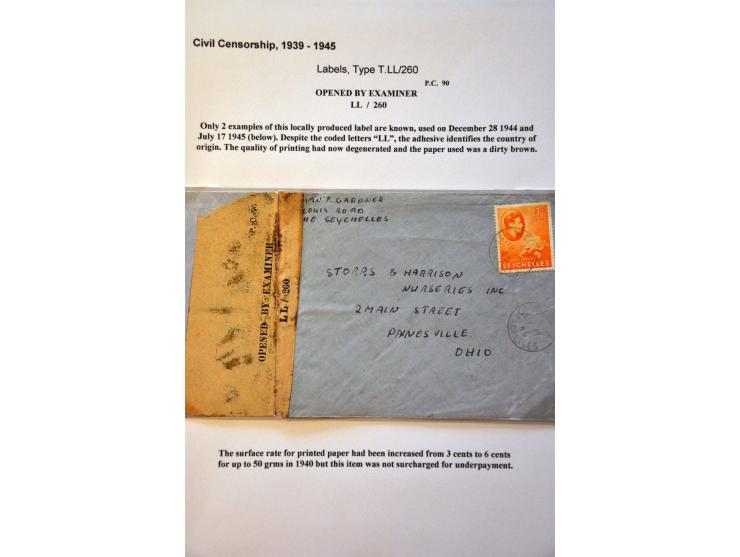 Civil Censorship, 1939 - 1945
Labels, Type T.LL/260
P.C. 90
OPENED BY EXAMINER
LL / 260
Only 2 examples of this locally produced label are known, used on December 28 1944 and
July 17 1945 (below). Despite the coded letters “LL”, the adhesive identifies the country of
origin. The quality of printing had now degenerated and the paper used was a dirty brown.
P.C. 90
OPENED BY EXAMINER
LL / 260
GARDNER
LOUIS ROAD
HE SEYCHELLES
SEYCHELLES
STORRS & HARRISON
NURSERIES INC
2 MAIN STREET
PAINESVILLE.
OHIO
The surface rate for printed paper had been increased from 3 cents to 6 cents
for up to 50 grms in 1940 but this item was not surcharged for underpayment.